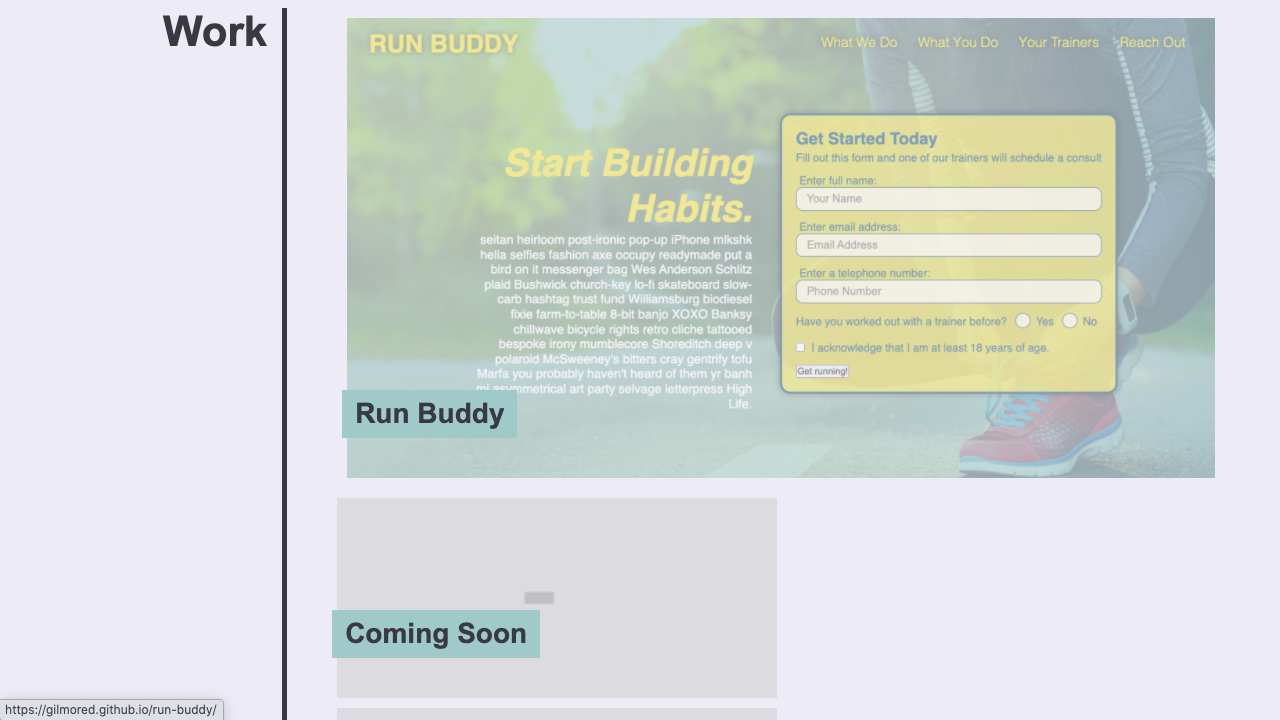 Work
RUN BUDDY
What We Do What You Do Your Trainers Reach Out
Start Building
Habits.
seitan heirloom post-ironic pop-up iPhone mlkshk
hella selfies fashion axe occupy readymade put a
bird on it messenger bag Wes Anderson Schlitz
plaid Bushwick church-key lo-fi skateboard slow-
carb hashtag trust fund Williamsburg biodiesel
fixie farm-to-table 8-bit banjo XOXO Banksy
chillwave bicycle rights retro cliche tattooed
bespoke irony mumblecore Shoreditch deep v
polaroid McSweeney's bitters cray gentrify tofu
Marfa you probably haven't heard of them yr banh
mi asymmetrical art party selvage letterpress High
Life.
Get Started Today
Fill out this form and one of our trainers will schedule a consult
Enter full name:
Your Name
Enter email address:
Email Address
Enter a telephone number:
Phone Number
Have you worked out with a trainer before? Yes No
I acknowledge that I am at least 18 years of age.
Get running!
Run Buddy
Coming Soon
https://gilmored.github.io/run-buddy/